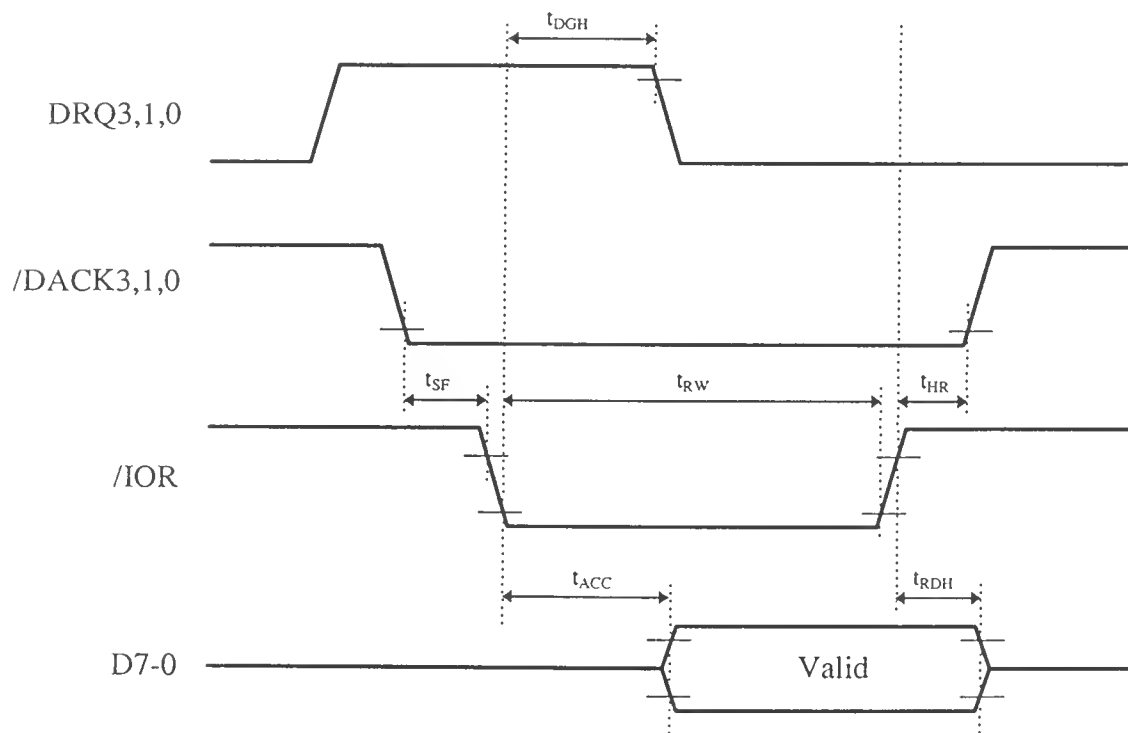 tDGH
DRQ3,1,0
/DACK3,1,0
tSF
tRW
tHR
/IOR
tACC
tRDH
D7-0
Valid